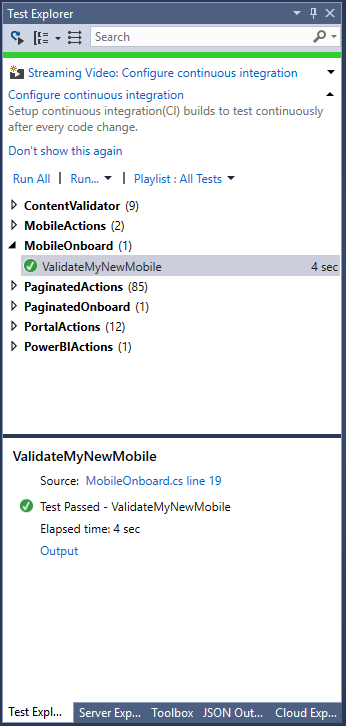 Test Explorer
Search
Streaming Video: Configure continuous integration
Configure continuous integration
Setup continuous integration(CI) builds to test continuously
after every code change.
Don't show this again
Run All | Run... Playlist : All Tests
ContentValidator (9)
MobileActions (2)
MobileOnboard (1)
ValidateMyNewMobile 4 sec
PaginatedActions (85)
PaginatedOnboard (1)
PortalActions (12)
PowerBIActions (1)
ValidateMyNewMobile
Source: MobileOnboard.cs line 19
Test Passed - ValidateMyNewMobile
Elapsed time: 4 sec
Output
Test Expl... Server Exp... Toolbox JSON Out... Cloud Exp...